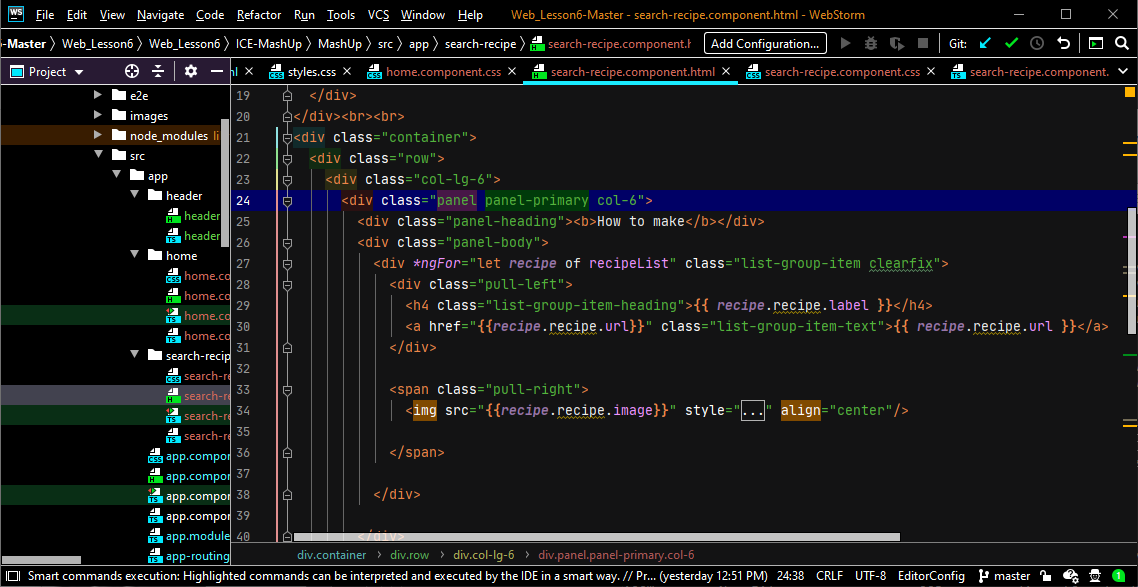 WS File Edit View Navigate Code Refactor Run Tools VCS Window Help Web_Lesson6-Master - search-recipe.component.html - WebStorm
-Master Web_Lesson6 Web_Lesson6 ICE-MashUp MashUp src app search-recipe search-recipe.component.h Add Configuration... Git:
Project nl styles.css home.component.css search-recipe.component.html search-recipe.component.css search-recipe.component.
e2e
images
node_modules li
src
app
header
header
header
home
home.co
home.co
home.co
home.co
search-recip
search-re
search-re
search-re
search-re
app.compor
app.compor
app.compor
app.compor
app.module
app-routing
19 </div>
20 </div><br><br>
21 <div class="container">
22 <div class="row">
23 <div class="col-lg-6">
24 <div class="panel panel-primary col-6">
25 <div class="panel-heading"><b>How to make</b></div>
26 <div class="panel-body">
27 <div *ngFor="let recipe of recipeList" class="list-group-item clearfix">
28 <div class="pull-left">
29 <h4 class="list-group-item-heading">{{ recipe.recipe.label }}</h4>
30 <a href="{{recipe.recipe.url}}" class="list-group-item-text">{{ recipe.recipe.url }}</a>
31 </div>
32
33 <span class="pull-right">
34 <img src="{{recipe.recipe.image}}" style="..." align="center"/>
35
36 </span>
37
38 </div>
39
40 </div>
div.container div.row div.col-lg-6 div.panel.panel-primary.col-6
Smart commands execution: Highlighted commands can be interpreted and executed by the IDE in a smart way. // Pr... (yesterday 12:51 PM) 24:38 CRLF UTF-8 EditorConfig master 1